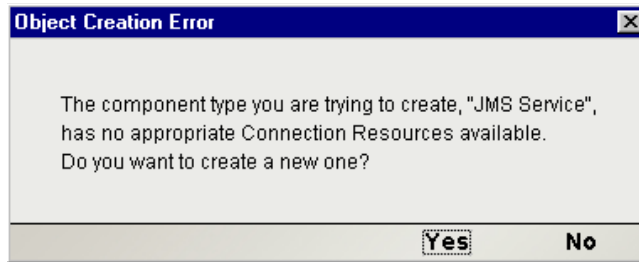 Object Creation Error
The component type you are trying to create, "JMS Service",
has no appropriate Connection Resources available.
Do you want to create a new one?
Yes No